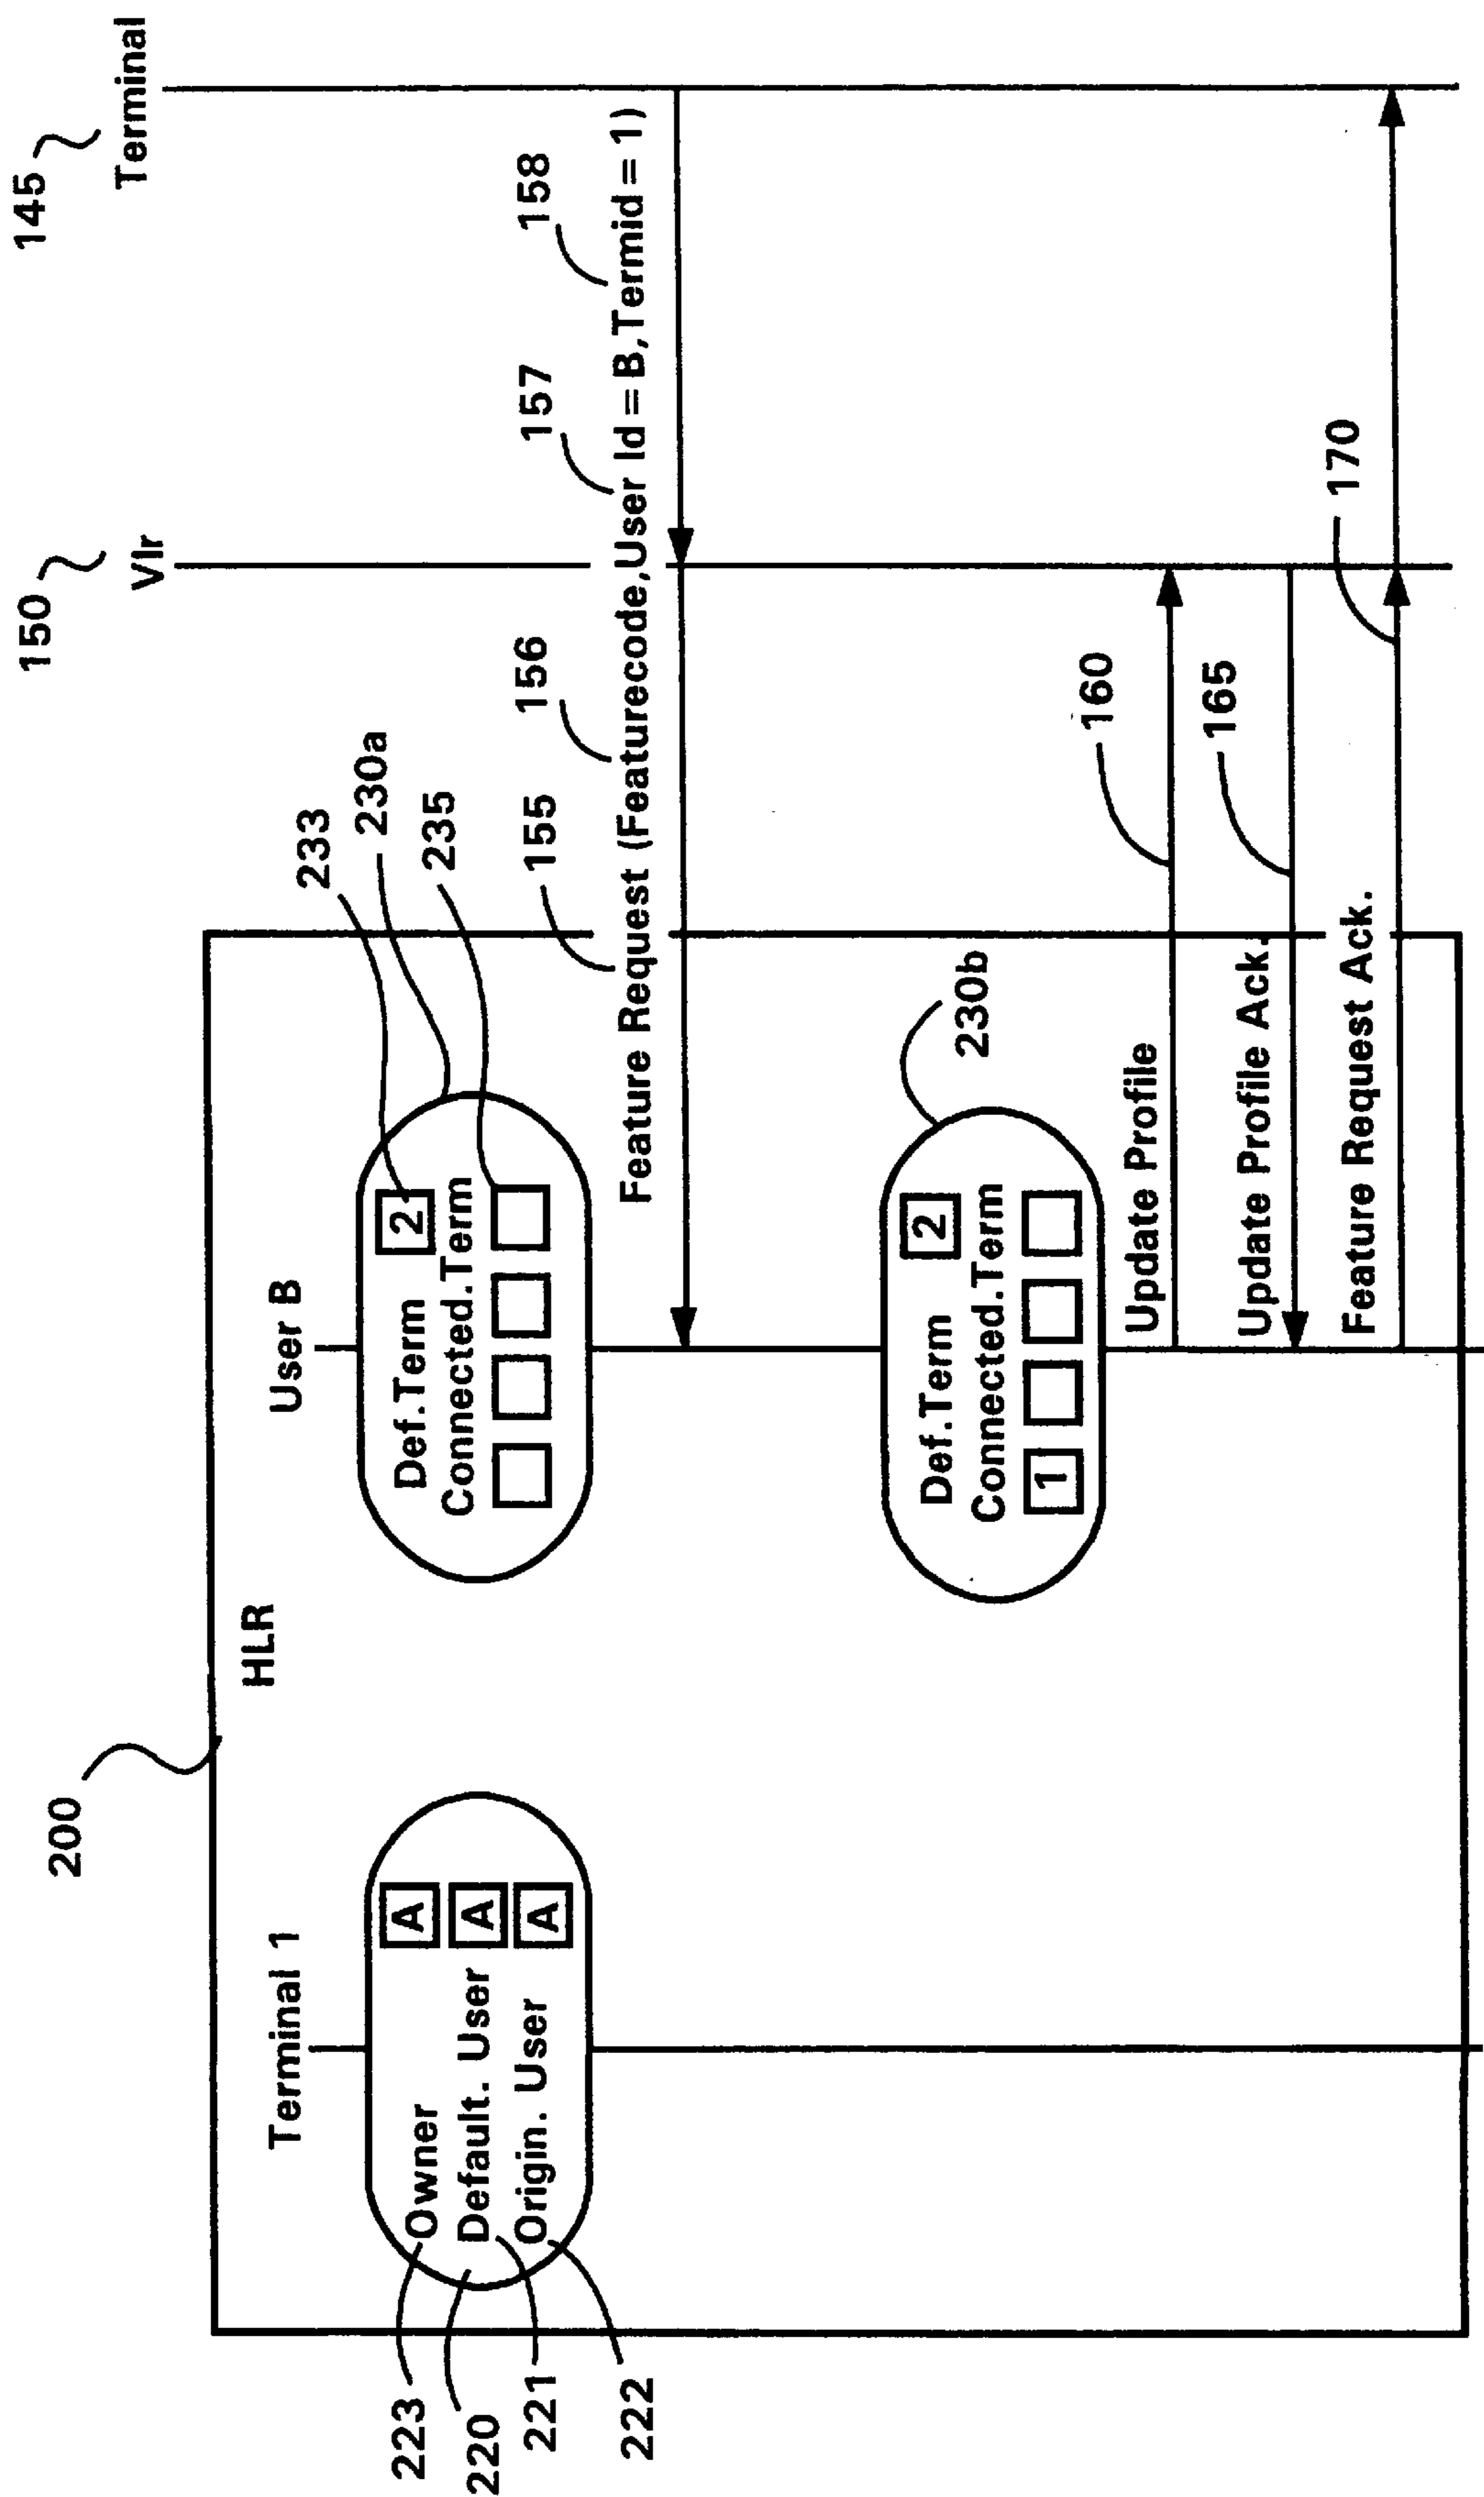 200
150
145
HLR
Vlr
Terminal
Terminal 1
User B
223
220
221
222
Owner A
Default. User A
Origin. User A
Def.Term 2
Connected.Term
233
230a
235
155
156
157
158
Feature Request (Featurecode,User Id = B,Termid = 1)
230b
Def.Term 2
Connected.Term
1
Update Profile
160
Update Profile Ack.
165
Feature Request Ack.
170